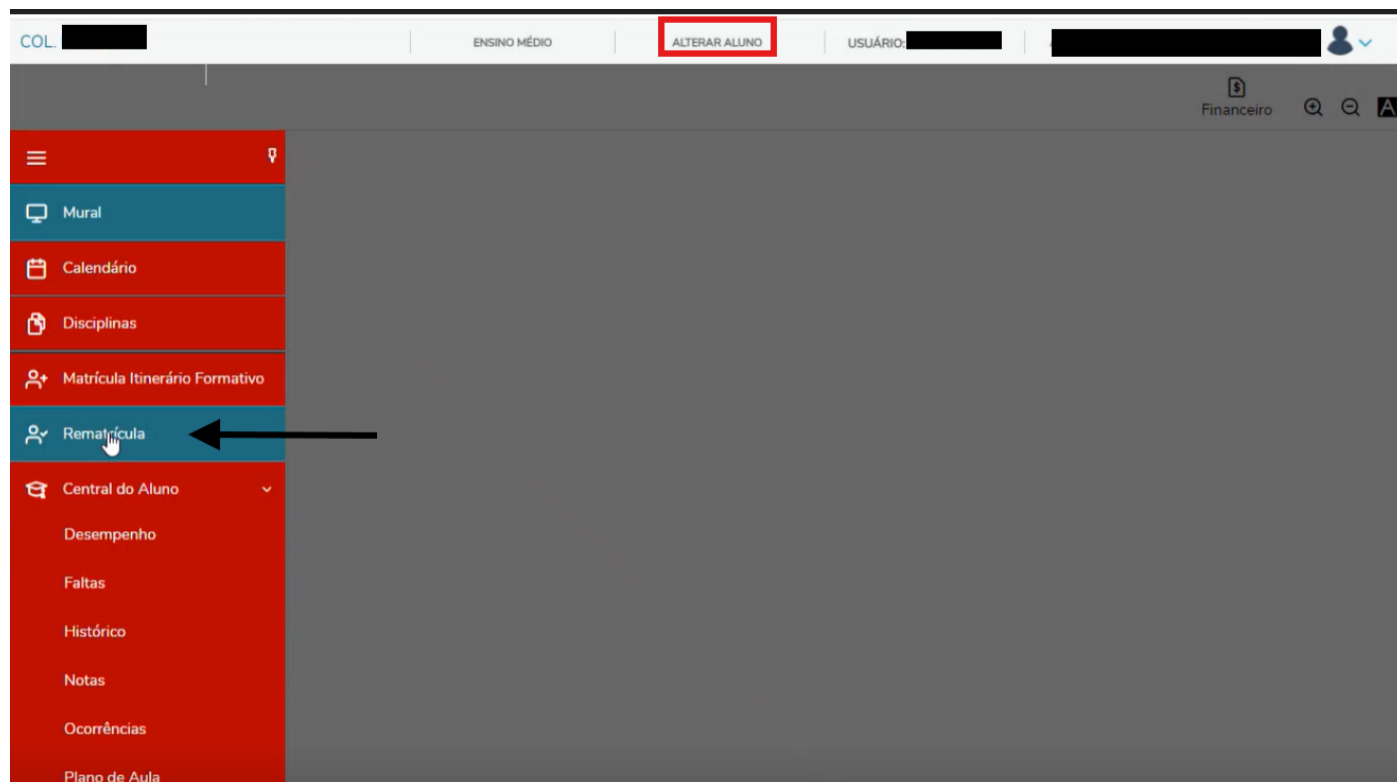 COL.
ENSINO MÉDIO
ALTERAR ALUNO
USUÁRIO:
Financeiro
A
Mural
Calendário
Disciplinas
Matrícula Itinerário Formativo
Rematrícula
Central do Aluno
Desempenho
Faltas
Histórico
Notas
Ocorrências
Plano de Aula